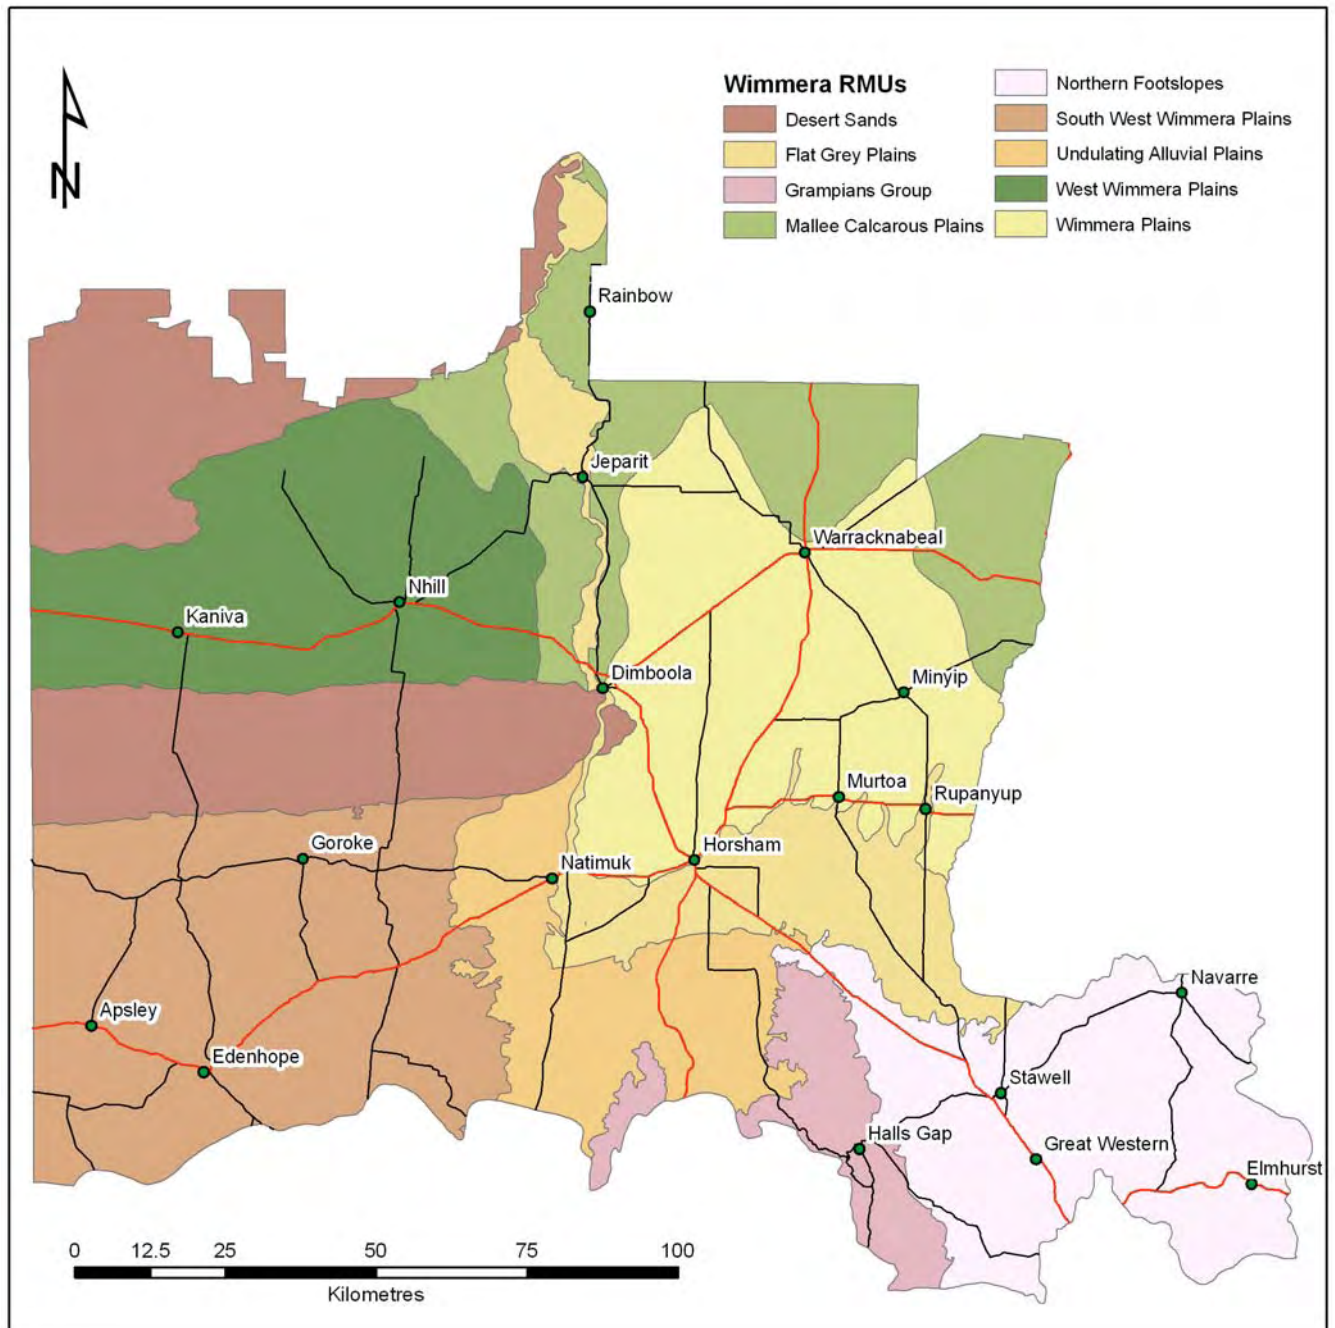 Wimmera RMUs
Desert Sands
Flat Grey Plains
Grampians Group
Mallee Calcarous Plains
Northern Footslopes
South West Wimmera Plains
Undulating Alluvial Plains
West Wimmera Plains
Wimmera Plains
N
Rainbow
Jeparit
Warracknabeal
Nhill
Kaniva
Dimboola
Minyip
Murtoa
Rupanyup
Goroke
Horsham
Natimuk
Navarre
Apsley
Edenhope
Stawell
Halls Gap
Great Western
Elmhurst
0 12.5 25 50 75 100
Kilometres